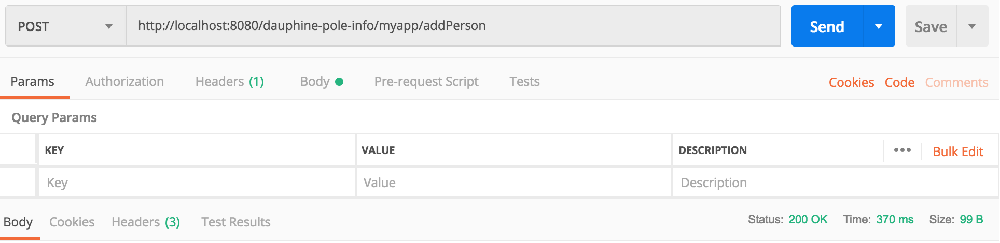 POST http://localhost:8080/dauphine-pole-info/myapp/addPerson Send Save
Params Authorization Headers (1) Body Pre-request Script Tests Cookies Code Comments
Query Params
KEY VALUE DESCRIPTION ••• Bulk Edit
Key Value Description
Body Cookies Headers (3) Test Results Status: 200 OK Time: 370 ms Size: 99 B